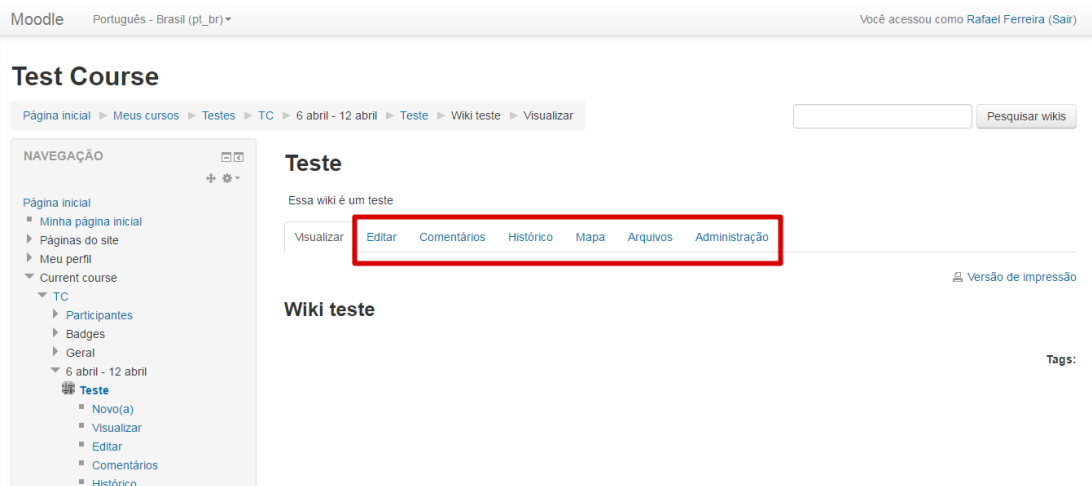 Moodle Português - Brasil (pt_br) Você acessou como Rafael Ferreira (Sair)
Test Course
Página inicial Meus cursos Testes TC 6 abril - 12 abril Teste Wiki teste Visualizar Pesquisar wikis
NAVEGAÇÃO
Página inicial
Minha página inicial
Páginas do site
Meu perfil
Current course
TC
Participantes
Badges
Geral
6 abril - 12 abril
Teste
Novo(a)
Visualizar
Editar
Comentários
Histórico
Teste
Essa wiki é um teste
Visualizar Editar Comentários Histórico Mapa Arquivos Administração
Versão de impressão
Wiki teste
Tags: